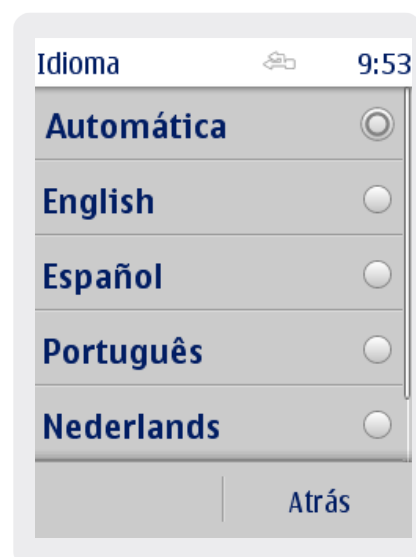 Idioma 9:53
Automática
English
Español
Português
Nederlands
Atrás